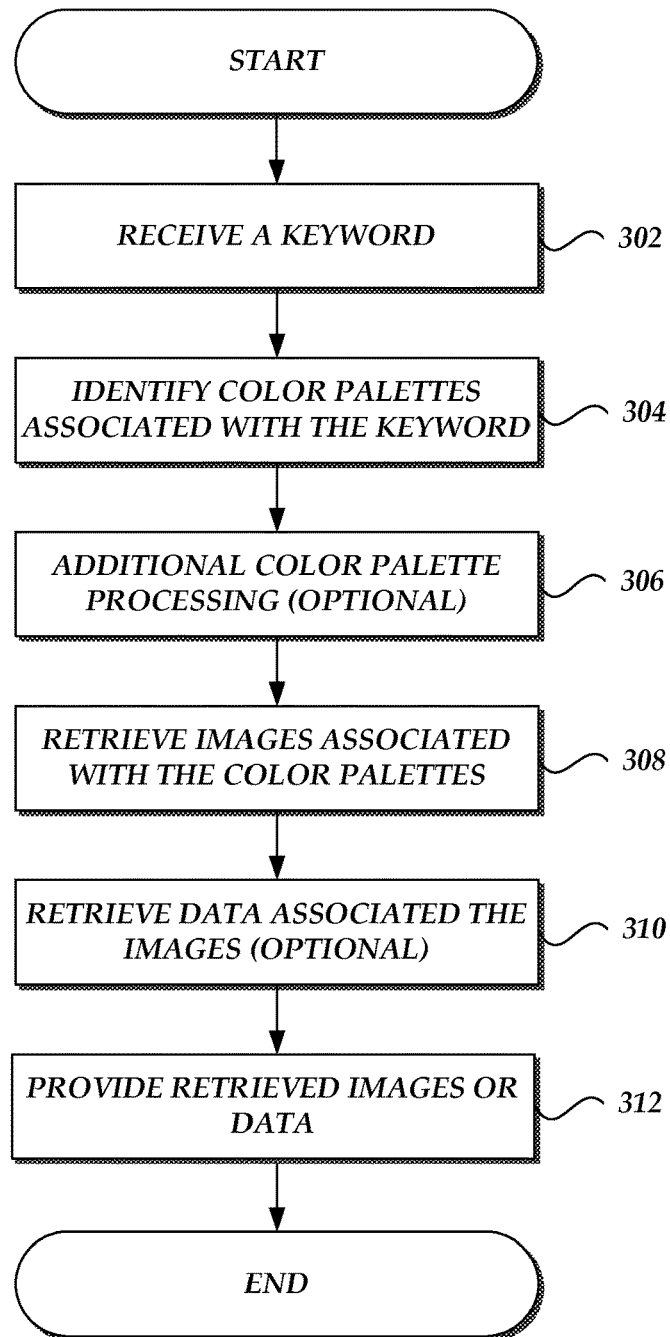 START
RECEIVE A KEYWORD
302
IDENTIFY COLOR PALETTES
ASSOCIATED WITH THE KEYWORD
304
ADDITIONAL COLOR PALETTE
PROCESSING (OPTIONAL)
306
RETRIEVE IMAGES ASSOCIATED
WITH THE COLOR PALETTES
308
RETRIEVE DATA ASSOCIATED THE
IMAGES (OPTIONAL)
310
PROVIDE RETRIEVED IMAGES OR
DATA
312
END